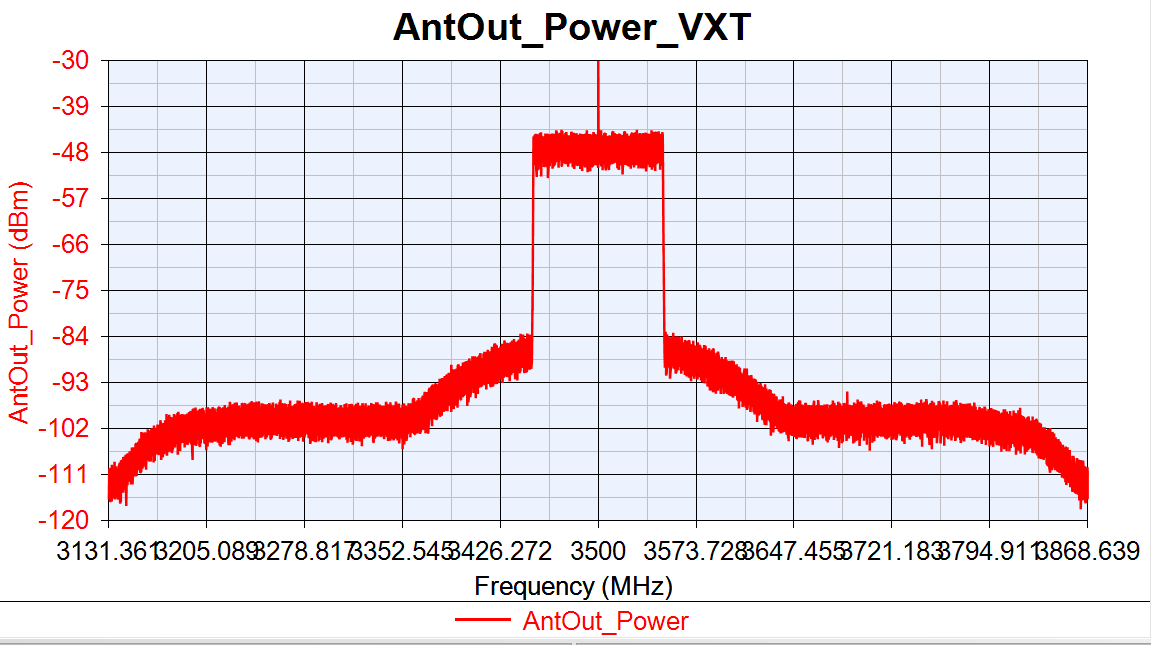 AntOut_Power_VXT
-30
-39
-48
-57
-66
-75
-84
-93
-102
-111
-120
AntOut_Power (dBm)
3131.361 3205.089 3278.817 3352.545 3426.272 3500 3573.728 3647.455 3721.183 3794.911 3868.639
Frequency (MHz)
AntOut_Power